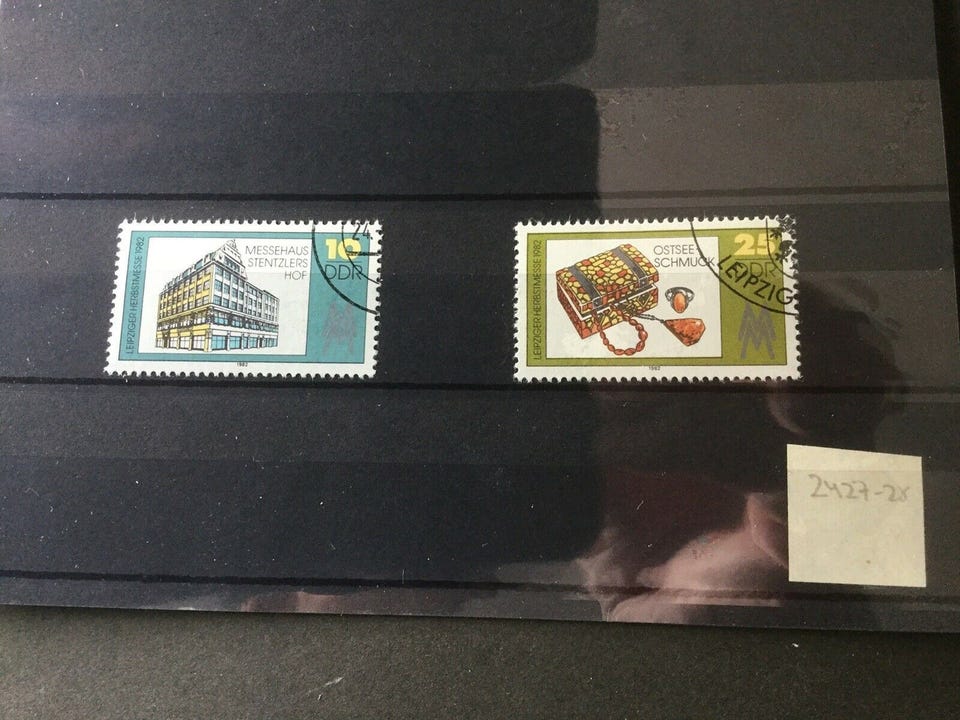 LEIPZIGER HERBSTMESSE 1982
MESSEHAUS
STENTZLERS
HOF
10
DDR
24
1982
LEIPZIGER HERBSTMESSE 1982
OSTSEE-
SCHMUCK
25
DDR
LEIPZIG
1982
2427-28